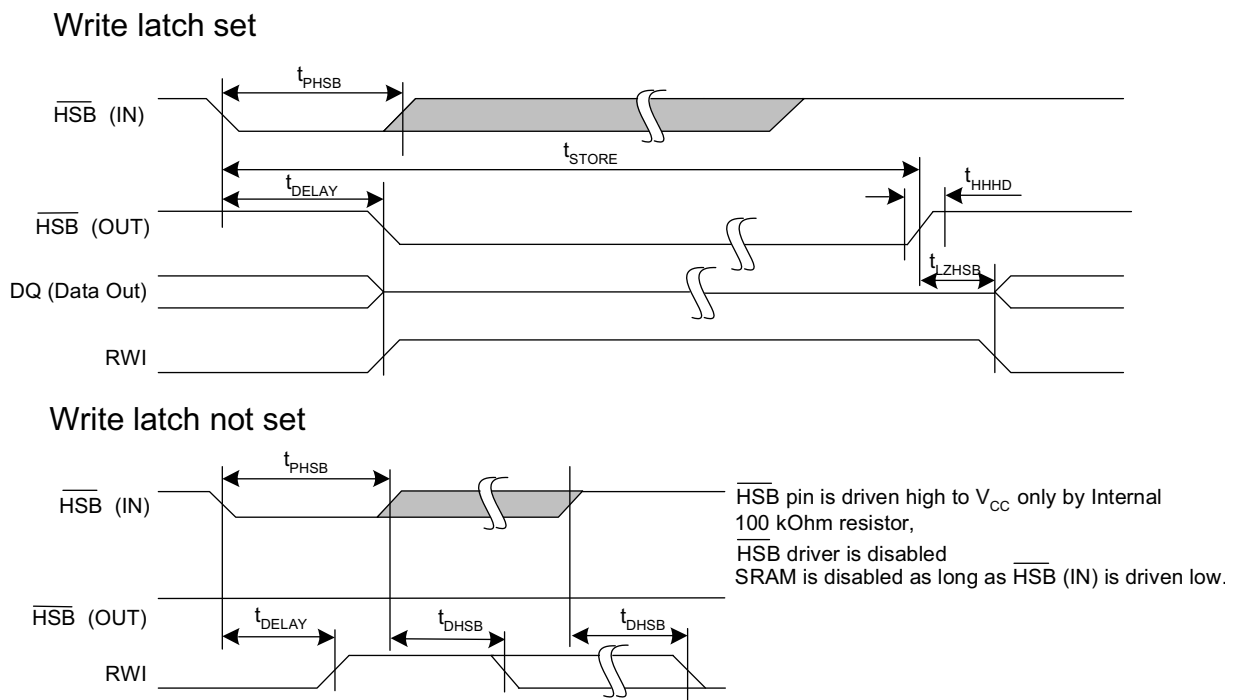 Write latch set
tPHSB
HSB (IN)
tSTORE
tDELAY
tHHHD
HSB (OUT)
tLZHSB
DQ (Data Out)
RWI
Write latch not set
tPHSB
HSB (IN)
HSB pin is driven high to VCC only by Internal
100 kOhm resistor,
HSB driver is disabled
SRAM is disabled as long as HSB (IN) is driven low.
HSB (OUT)
tDELAY
tDHSB
tDHSB
RWI